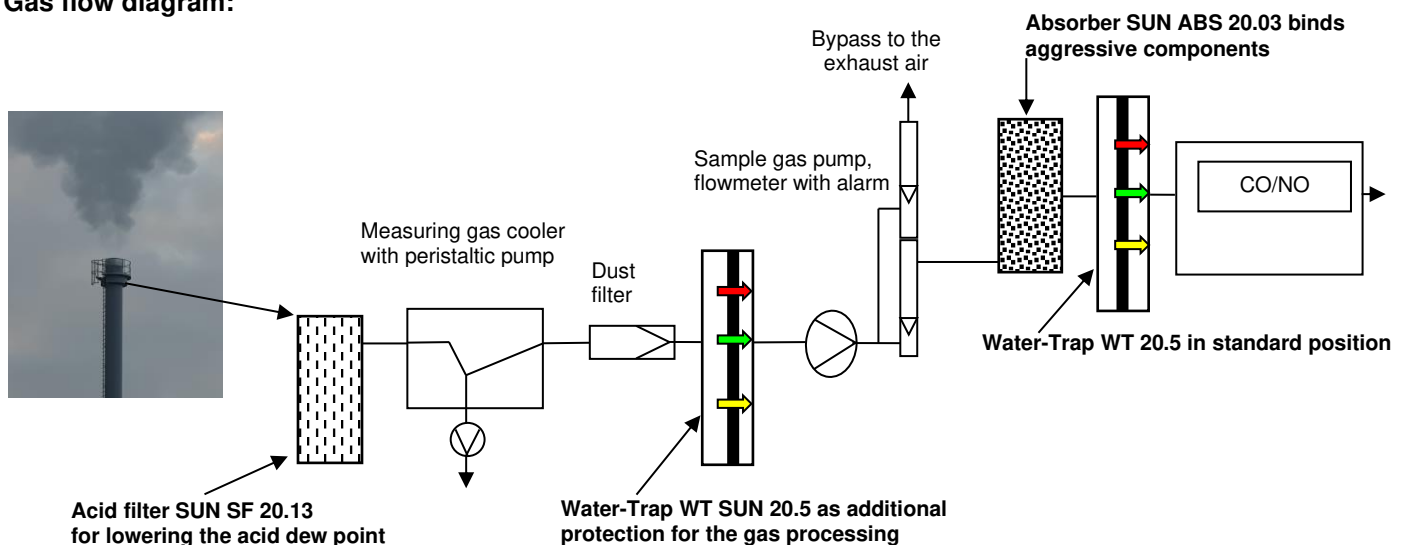 Gas flow diagram:
Absorber SUN ABS 20.03 binds
aggressive components
Bypass to the
exhaust air
Sample gas pump,
flowmeter with alarm
CO/NO
Measuring gas cooler
with peristaltic pump
Dust
filter
Water-Trap WT 20.5 in standard position
Acid filter SUN SF 20.13
for lowering the acid dew point
Water-Trap WT SUN 20.5 as additional
protection for the gas processing